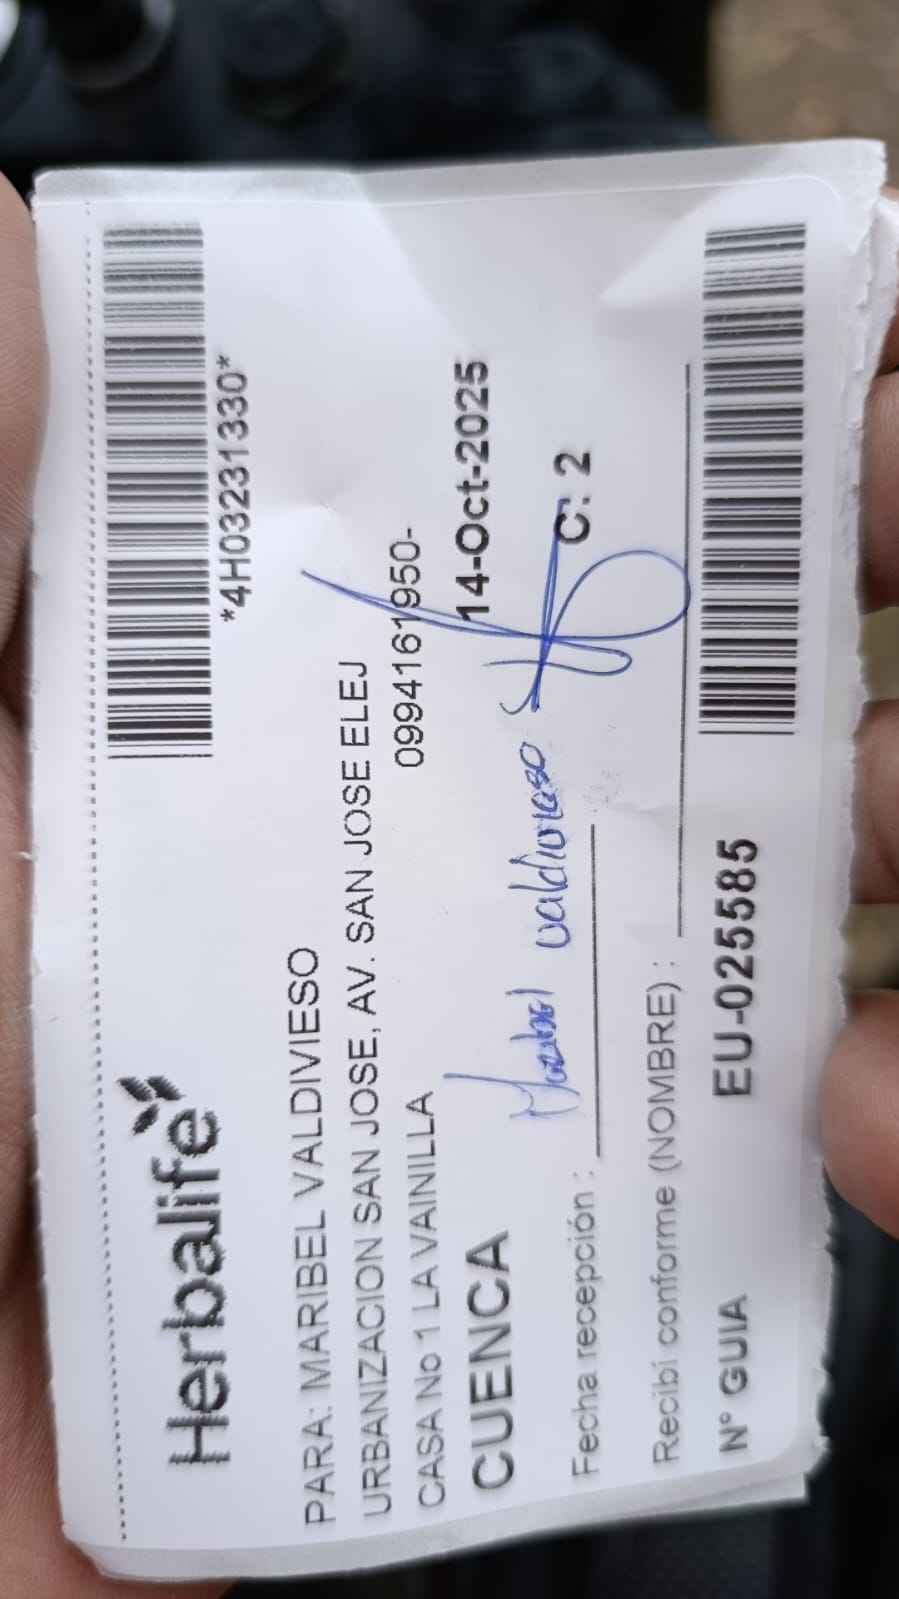 Herbalife
*4H03231330*
PARA: MARIBEL VALDIVIESO
URBANIZACION SAN JOSE, AV. SAN JOSE ELEJ
CASA No 1 LA VAINILLA 0994161950-
CUENCA 14-Oct-2025
Maribel valdivieso
Fecha recepción : C: 2
Recibí conforme (NOMBRE) :
N° GUIA EU-025585